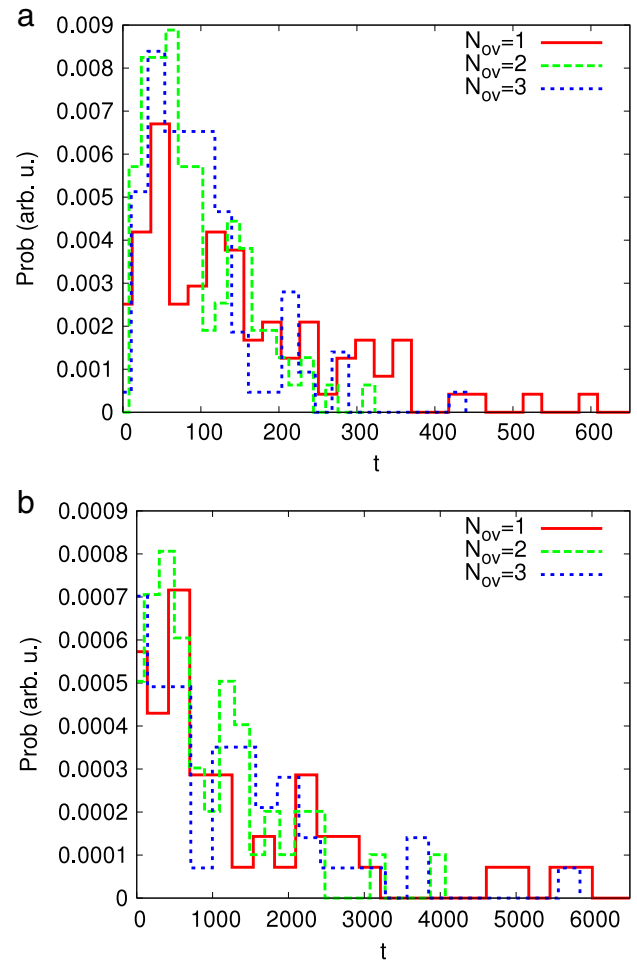 a
0.009
0.008
0.007
0.006
0.005
0.004
0.003
0.002
0.001
0
Prob (arb. u.)
N_ov=1
N_ov=2
N_ov=3
0 100 200 300 400 500 600
t
b
0.0009
0.0008
0.0007
0.0006
0.0005
0.0004
0.0003
0.0002
0.0001
0
Prob (arb. u.)
N_ov=1
N_ov=2
N_ov=3
0 1000 2000 3000 4000 5000 6000
t